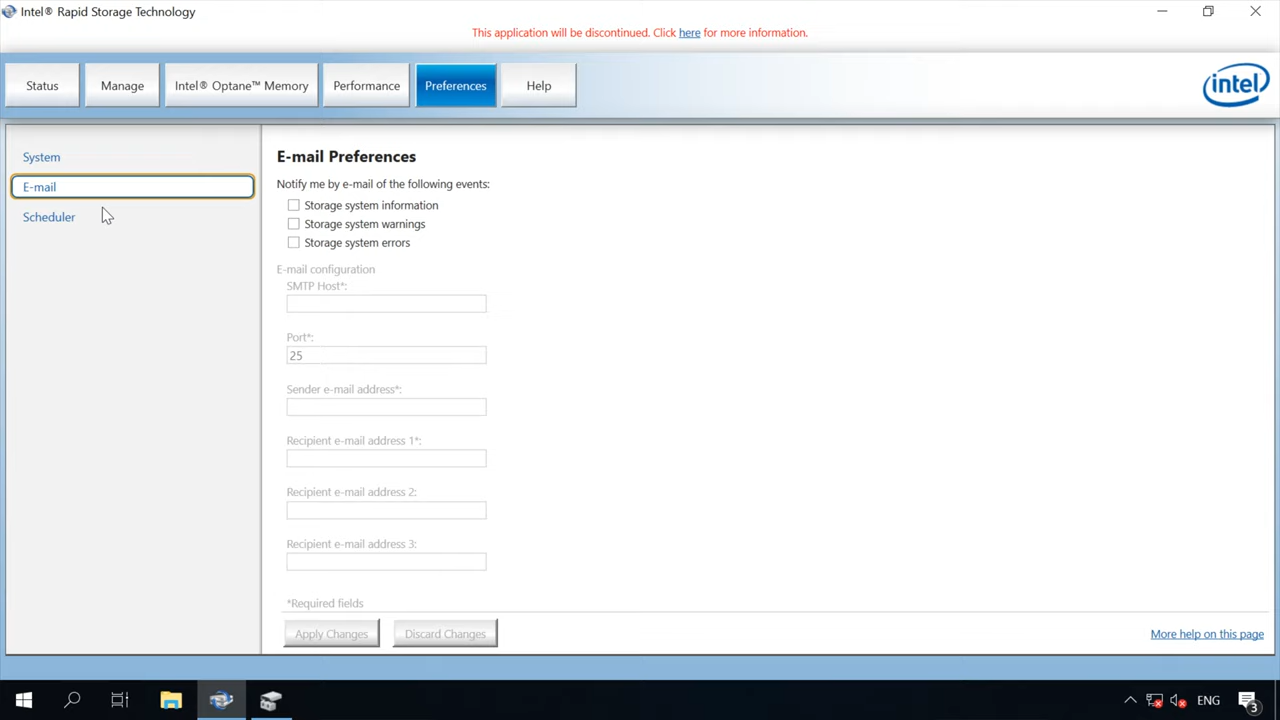 Intel® Rapid Storage Technology
This application will be discontinued. Click here for more information.
Status
Manage
Intel® Optane™ Memory
Performance
Preferences
Help
intel
System
E-mail
Scheduler
E-mail Preferences
Notify me by e-mail of the following events:
Storage system information
Storage system warnings
Storage system errors
E-mail configuration
SMTP Host*:
Port*:
25
Sender e-mail address*:
Recipient e-mail address 1*:
Recipient e-mail address 2:
Recipient e-mail address 3:
*Required fields
Apply Changes
Discard Changes
More help on this page
ENG
3